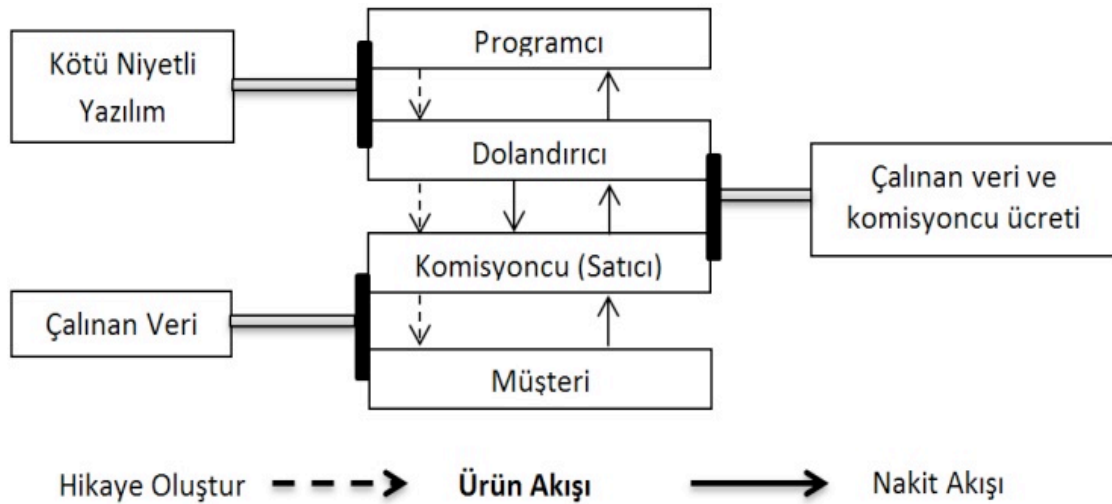 Programcı
Kötü Niyetli
Yazılım
Dolandırıcı
Çalınan veri ve
komisyoncu ücreti
Komisyoncu (Satıcı)
Çalınan Veri
Müşteri
Hikaye Oluştur Ürün Akışı Nakit Akışı